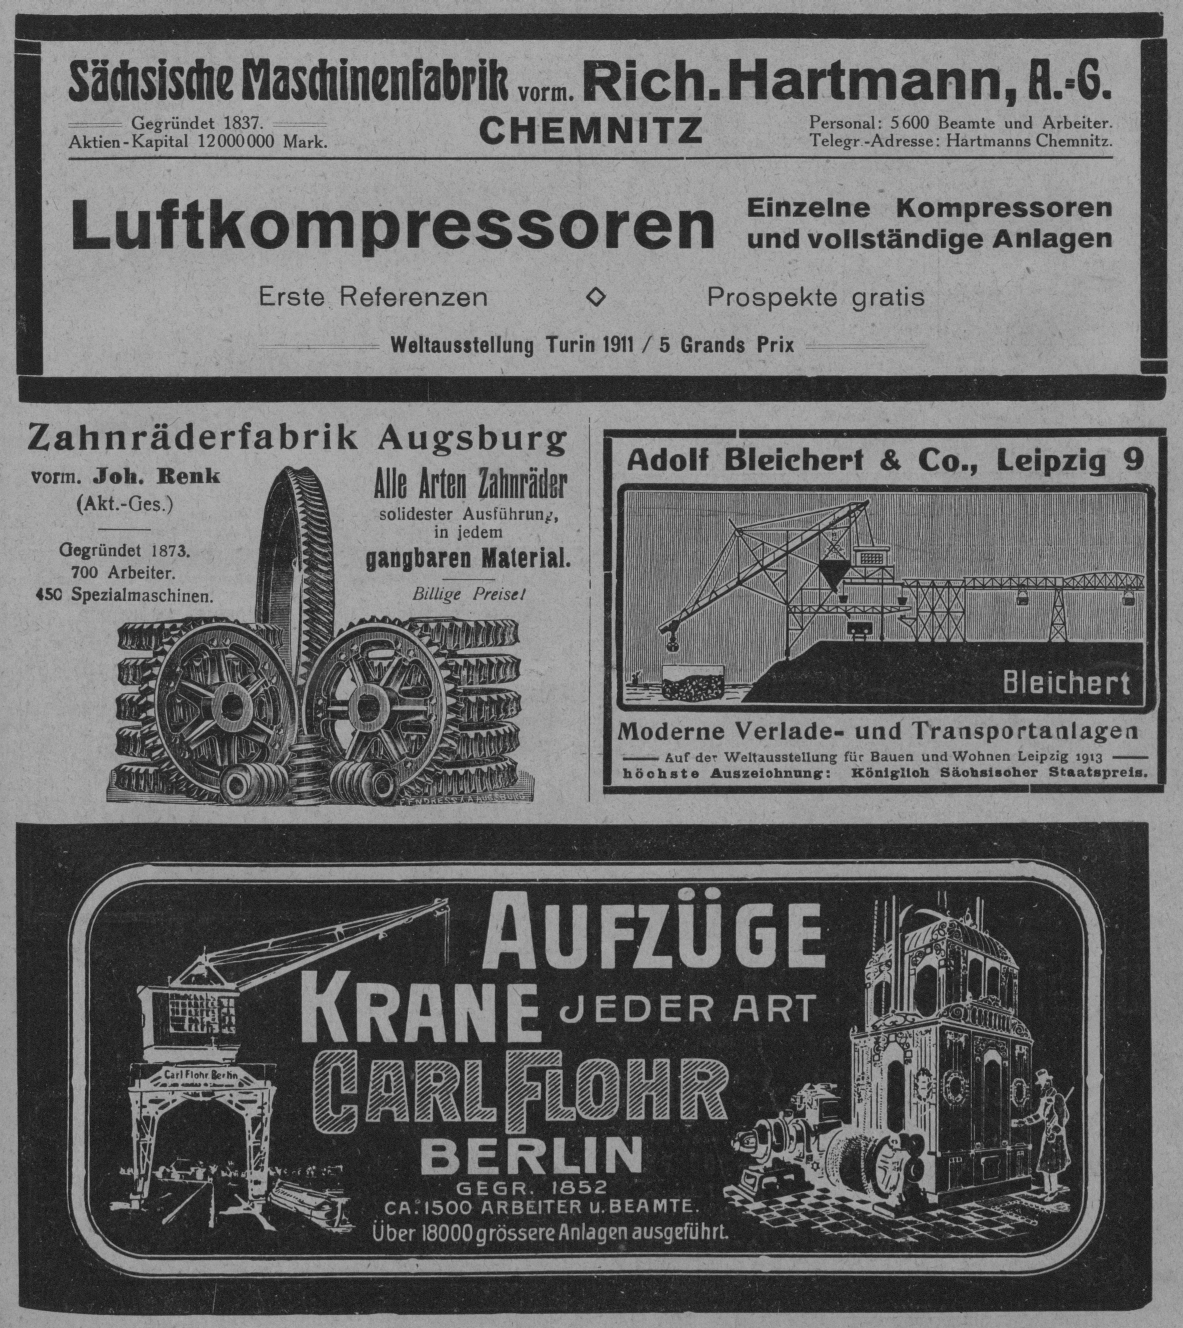 Sächsische Maschinenfabrik vorm. Rich. Hartmann, A.-G.
Gegründet 1837.
Aktien-Kapital 12000000 Mark.
CHEMNITZ
Personal: 5600 Beamte und Arbeiter.
Telegr.-Adresse: Hartmanns Chemnitz.
Luftkompressoren
Einzelne Kompressoren
und vollständige Anlagen
Erste Referenzen ◇ Prospekte gratis
Weltausstellung Turin 1911 / 5 Grands Prix
Zahnräderfabrik Augsburg
vorm. Joh. Renk
(Akt.-Ges.)
Gegründet 1873.
700 Arbeiter.
450 Spezialmaschinen.
Alle Arten Zahnräder
solidester Ausführung,
in jedem
gangbaren Material.
Billige Preise!
Adolf Bleichert & Co., Leipzig 9
Bleichert
Moderne Verlade- und Transportanlagen
Auf der Weltausstellung für Bauen und Wohnen Leipzig 1913
höchste Auszeichnung: Königlich Sächsischer Staatspreis.
AUFZÜGE
KRANE JEDER ART
CARL FLOHR
BERLIN
GEGR. 1852
CA. 1500 ARBEITER u. BEAMTE.
Über 18000 grössere Anlagen ausgeführt.
Carl Flohr Berlin